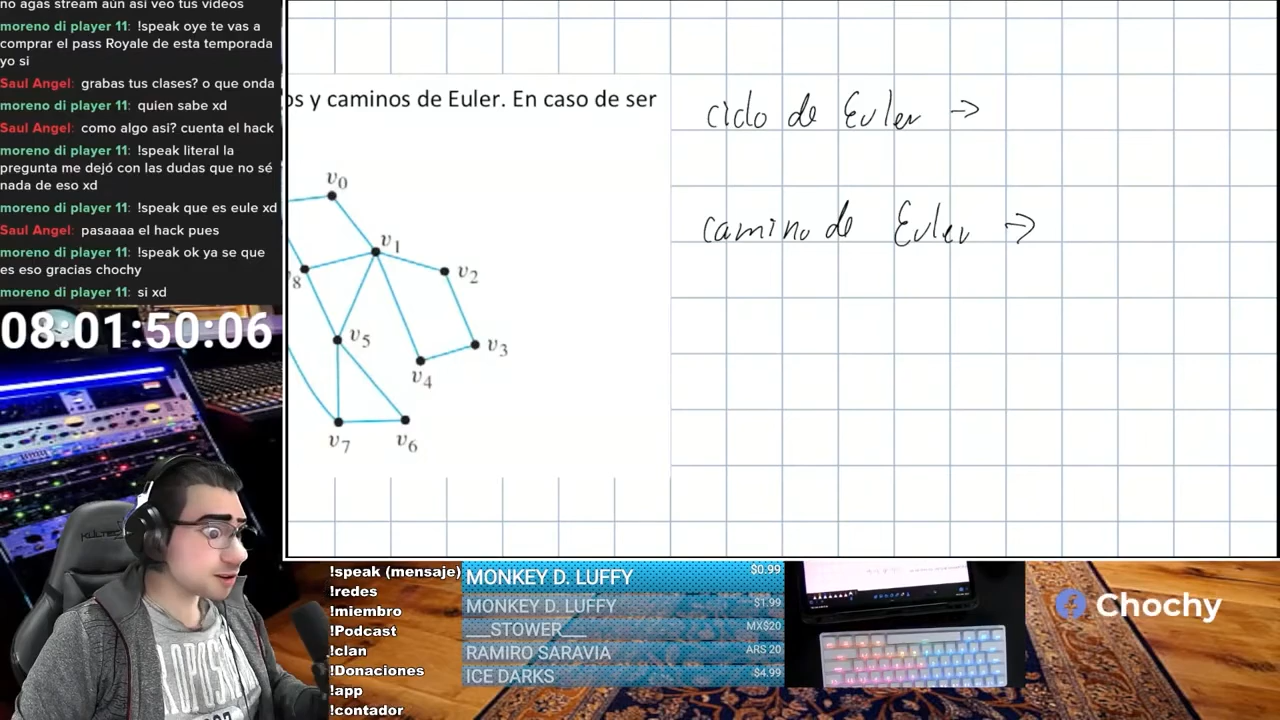 no agas stream aun asi veo tus videos
moreno di player 11: !speak oye te vas a
comprar el pass Royale de esta temporada
yo si
Saul Angel: grabas tus clases? o que onda
moreno di player 11: quien sabe xd
Saul Angel: como algo asi? cuenta el hack
moreno di player 11: !speak literal la
pregunta me dejó con las dudas que no sé
nada de eso xd
moreno di player 11: !speak que es eule xd
Saul Angel: pasaaaa el hack pues
moreno di player 11: !speak ok ya se que
es eso gracias chochy
moreno di player 11: si xd
08:01:50:06
os y caminos de Euler. En caso de ser
v0
v1
v2
v8
v5
v3
v4
v7
v6
ciclo de Euler →
camino de Euler →
!speak (mensaje)
!redes
!miembro
!Podcast
!clan
!Donaciones
!app
!contador
MONKEY D. LUFFY $0.99
MONKEY D. LUFFY $1.99
___STOWER___ MX$20
RAMIRO SARAVIA ARS 20
ICE DARKS $4.99
Chochy